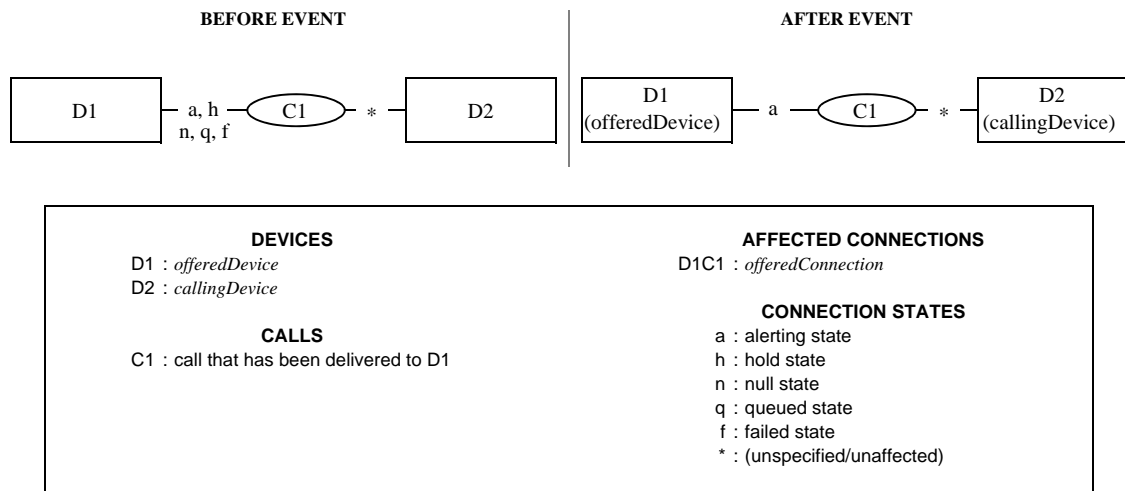 BEFORE EVENT
AFTER EVENT
D1
a, h
n, q, f
C1
*
D2
D1
(offeredDevice)
a
C1
*
D2
(callingDevice)
DEVICES
D1 : offeredDevice
D2 : callingDevice
CALLS
C1 : call that has been delivered to D1
AFFECTED CONNECTIONS
D1C1 : offeredConnection
CONNECTION STATES
a : alerting state
h : hold state
n : null state
q : queued state
f : failed state
* : (unspecified/unaffected)